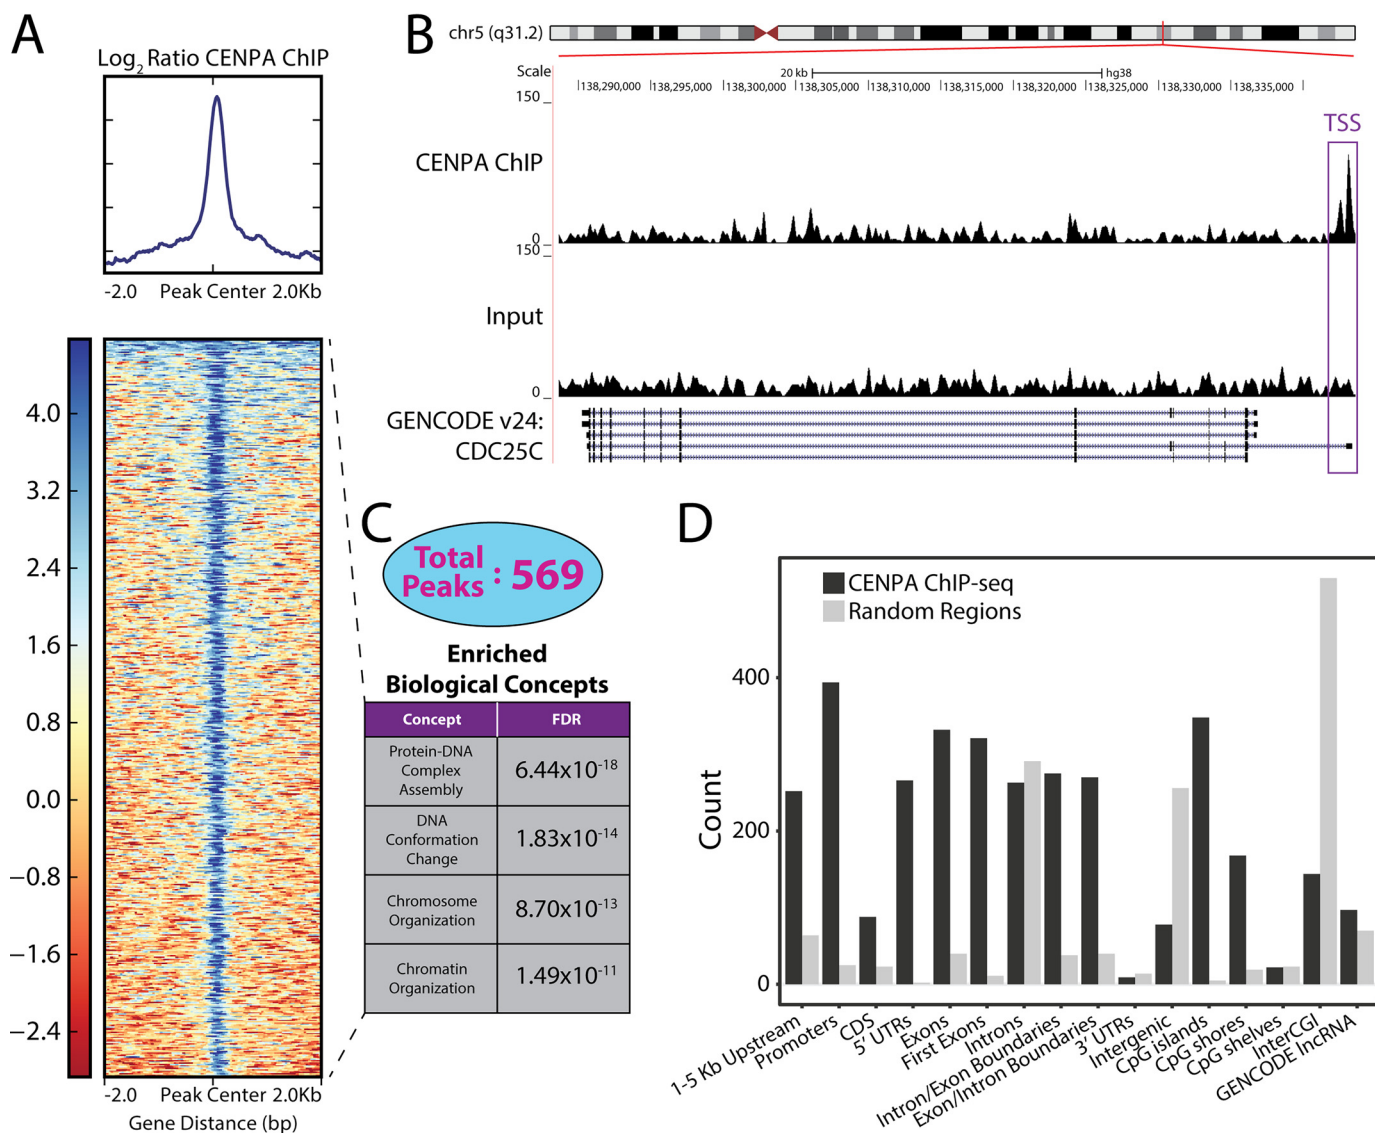 A
Log2 Ratio CENPA ChIP
-2.0 Peak Center 2.0Kb
4.0
3.2
2.4
1.6
0.8
0.0
−0.8
−1.6
−2.4
-2.0 Peak Center 2.0Kb
Gene Distance (bp)
B
chr5 (q31.2)
Scale
20 kb hg38
138,290,000 138,295,000 138,300,000 138,305,000 138,310,000 138,315,000 138,320,000 138,325,000 138,330,000 138,335,000
150
TSS
CENPA ChIP
0
150
Input
0
GENCODE v24:
CDC25C
C
Total
Peaks : 569
Enriched
Biological Concepts
Concept FDR
Protein-DNA
Complex
Assembly
6.44x10-18
DNA
Conformation
Change
1.83x10-14
Chromosome
Organization
8.70x10-13
Chromatin
Organization
1.49x10-11
D
CENPA ChIP-seq
Random Regions
Count
400
200
0
1-5 Kb Upstream
Promoters
CDS
5' UTRs
Exons
First Exons
Introns
Intron/Exon Boundaries
Exon/Intron Boundaries
3' UTRs
Intergenic
CpG islands
CpG shores
CpG shelves
InterCGI
GENCODE lncRNA